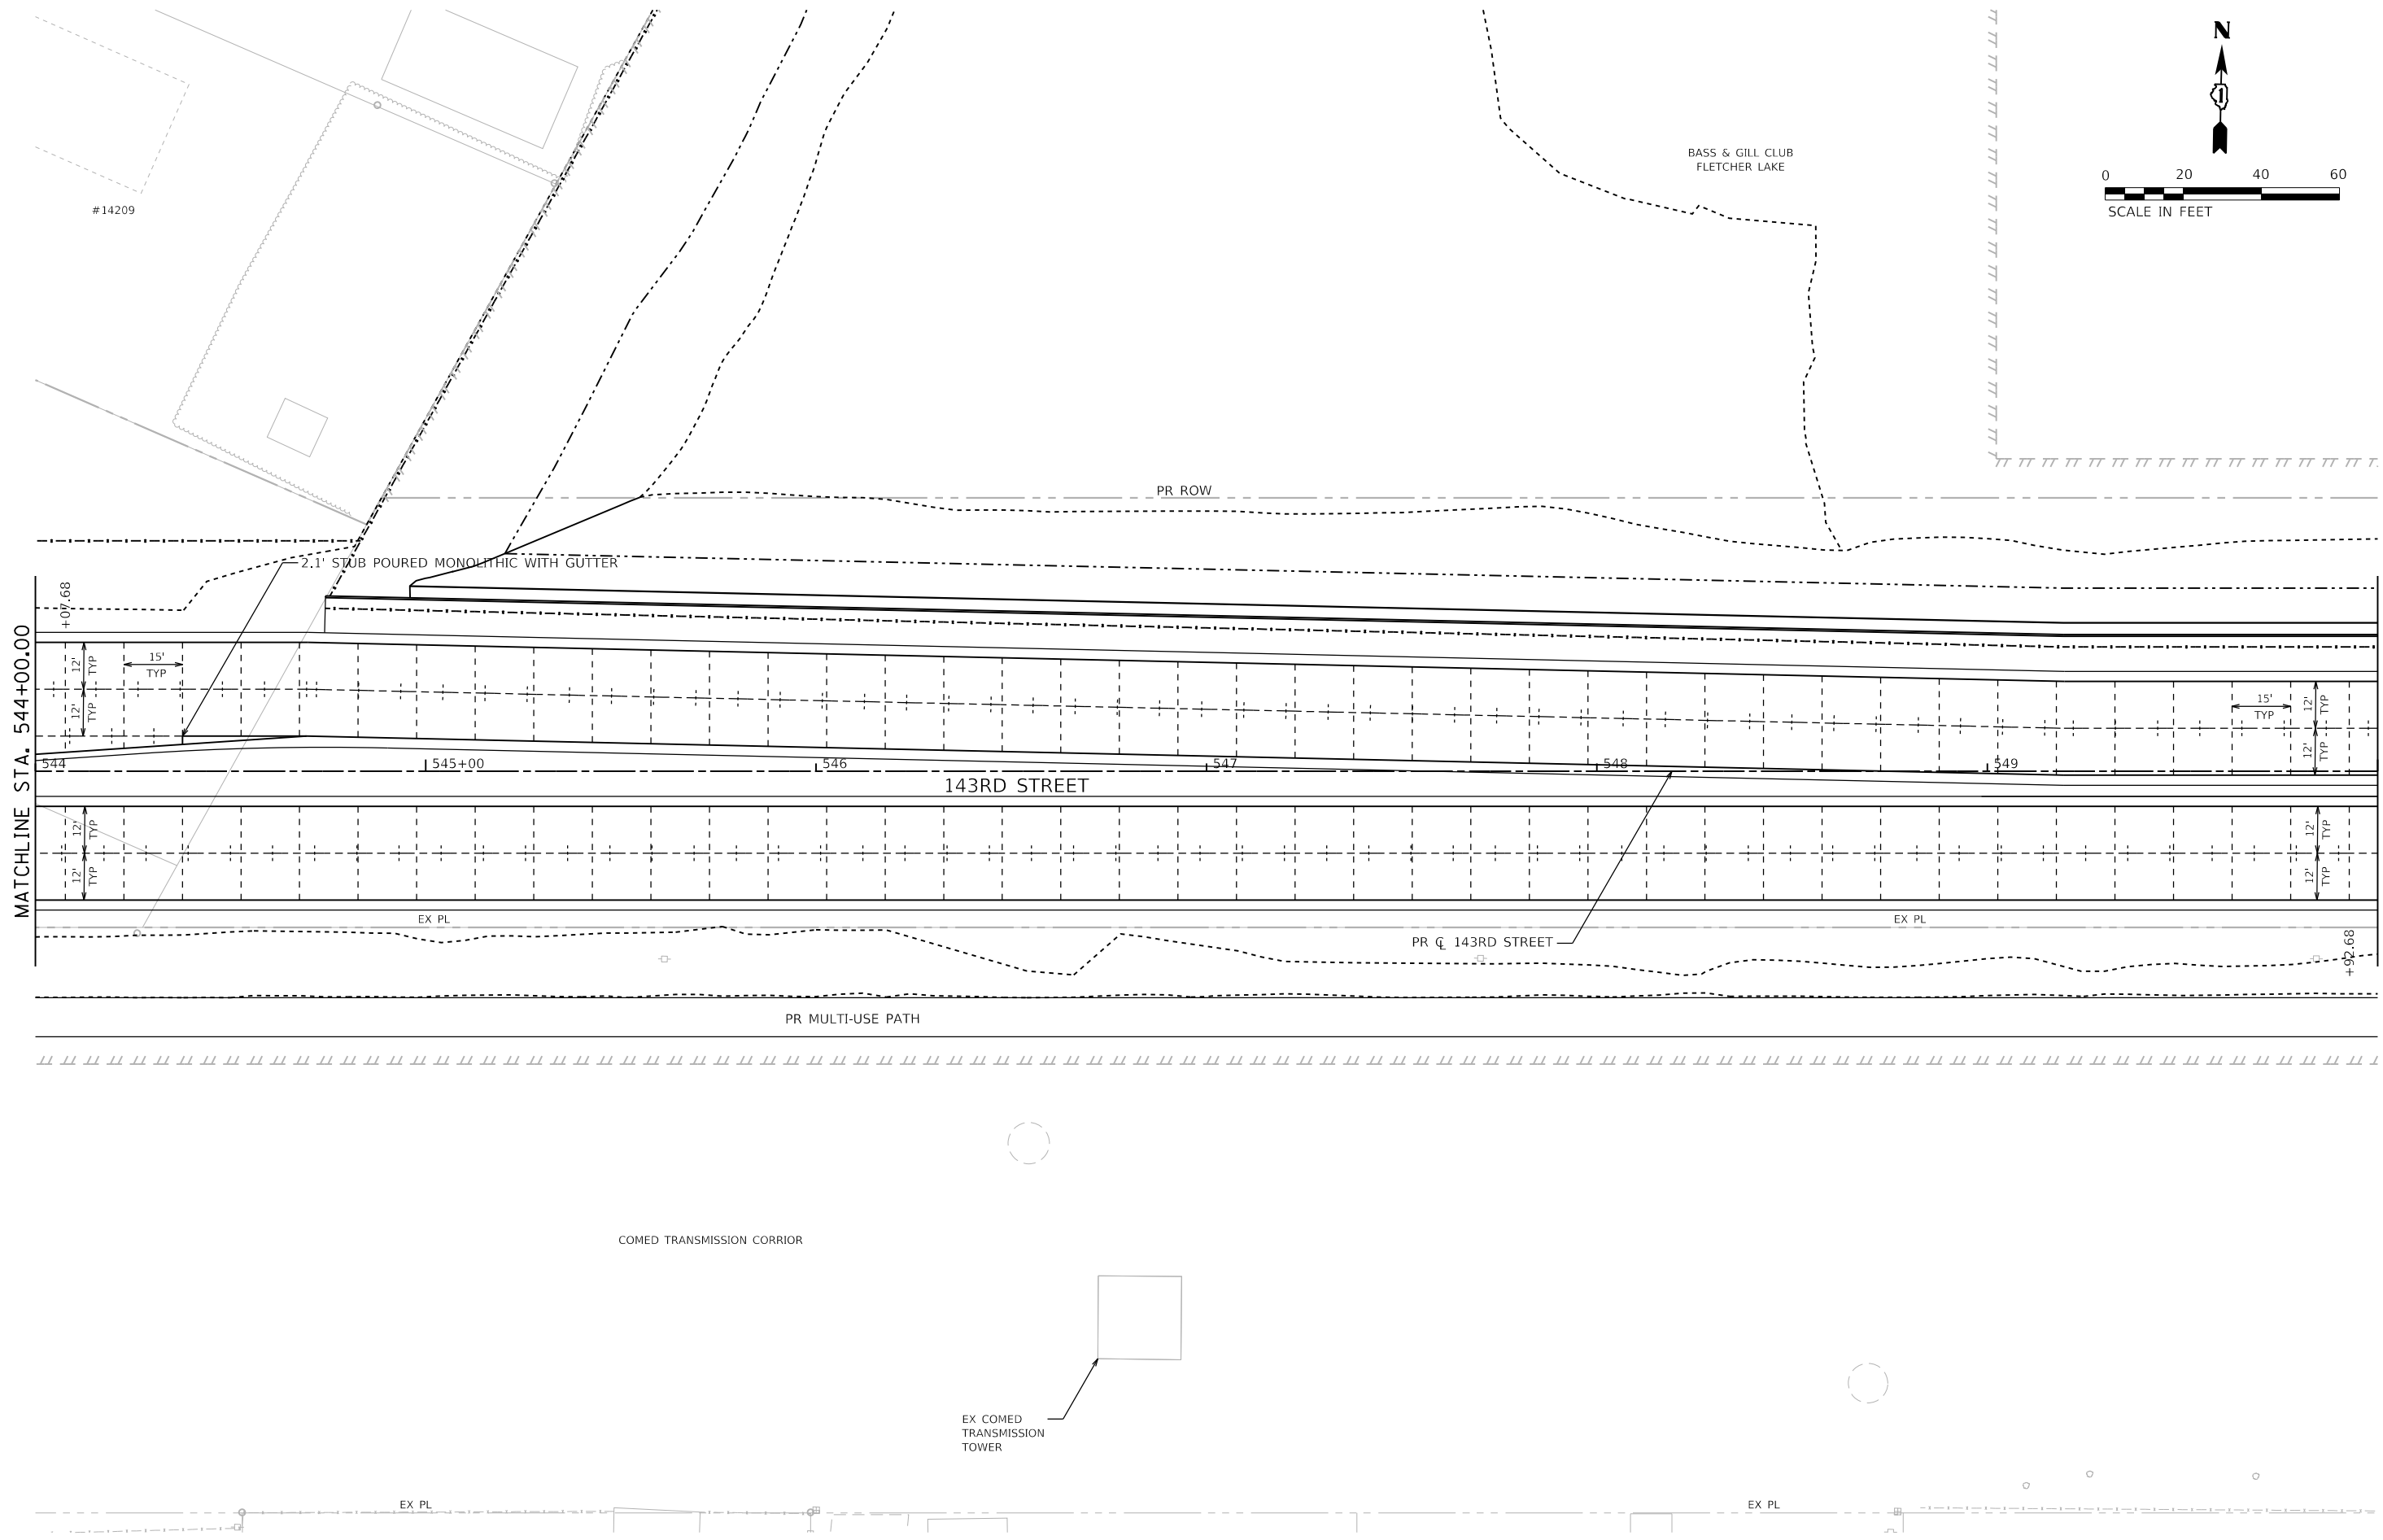 N
BASS & GILL CLUB
FLETCHER LAKE
0 20 40 60
SCALE IN FEET
#14209
PR ROW
2.1' STUB POURED MONOLITHIC WITH GUTTER
MATCHLINE STA. 544+00.00
+07.68
12'
TYP
15'
TYP
12'
TYP
15'
TYP
12'
TYP
12'
TYP
544 545+00 546 547 548 549
143RD STREET
12'
TYP
12'
TYP
12'
TYP
12'
TYP
EX PL
EX PL
PR ℄ 143RD STREET
+92.68
PR MULTI-USE PATH
COMED TRANSMISSION CORRIOR
EX COMED
TRANSMISSION
TOWER
EX PL
EX PL